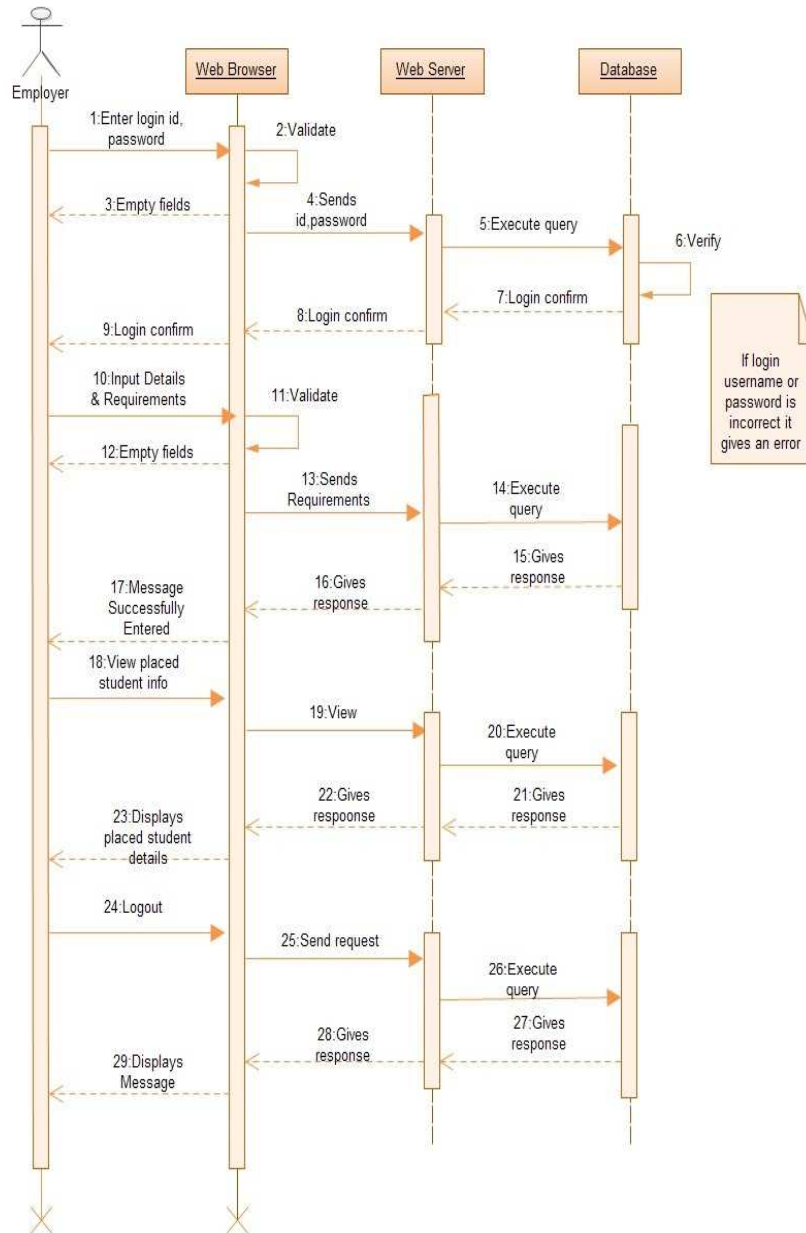 Employer
Web Browser
Web Server
Database
1:Enter login id,
password
2:Validate
3:Empty fields
4:Sends
id,password
5:Execute query
6:Verify
7:Login confirm
8:Login confirm
9:Login confirm
If login
username or
password is
incorrect it
gives an error
10:Input Details
& Requirements
11:Validate
12:Empty fields
13:Sends
Requirements
14:Execute
query
15:Gives
response
16:Gives
response
17:Message
Successfully
Entered
18:View placed
student info
19:View
20:Execute
query
21:Gives
response
22:Gives
respoonse
23:Displays
placed student
details
24:Logout
25:Send request
26:Execute
query
27:Gives
response
28:Gives
response
29:Displays
Message